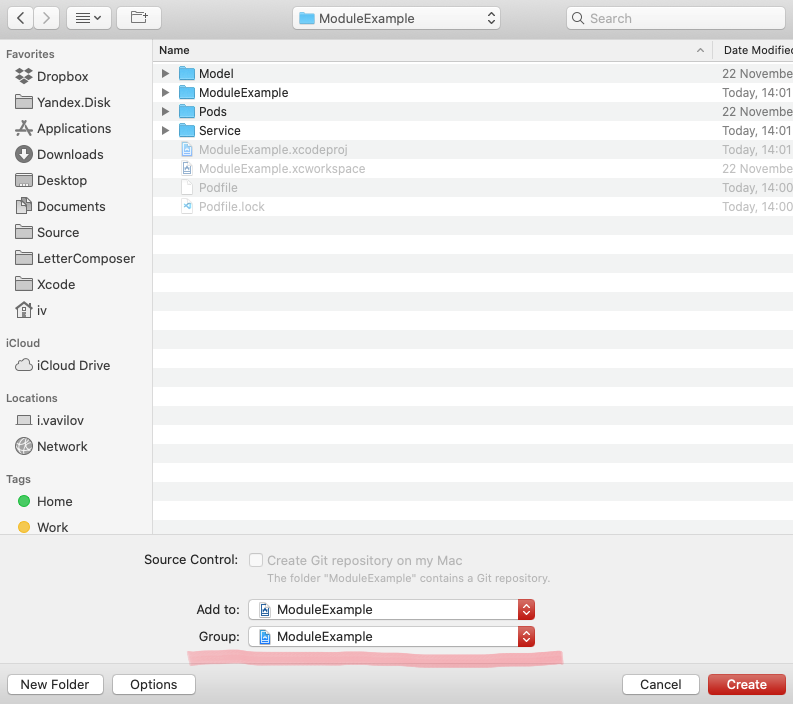 ModuleExample
Search
Favorites
Dropbox
Yandex.Disk
Applications
Downloads
Desktop
Documents
Source
LetterComposer
Xcode
iv
iCloud
iCloud Drive
Locations
i.vavilov
Network
Tags
Home
Work
Name Date Modified
Model 22 Novembe
ModuleExample Today, 14:01
Pods 22 Novembe
Service Today, 14:01
ModuleExample.xcodeproj Today, 14:01
ModuleExample.xcworkspace 22 Novembe
Podfile Today, 14:00
Podfile.lock Today, 14:00
Source Control: Create Git repository on my Mac
The folder "ModuleExample" contains a Git repository.
Add to: ModuleExample
Group: ModuleExample
New Folder Options Cancel Create